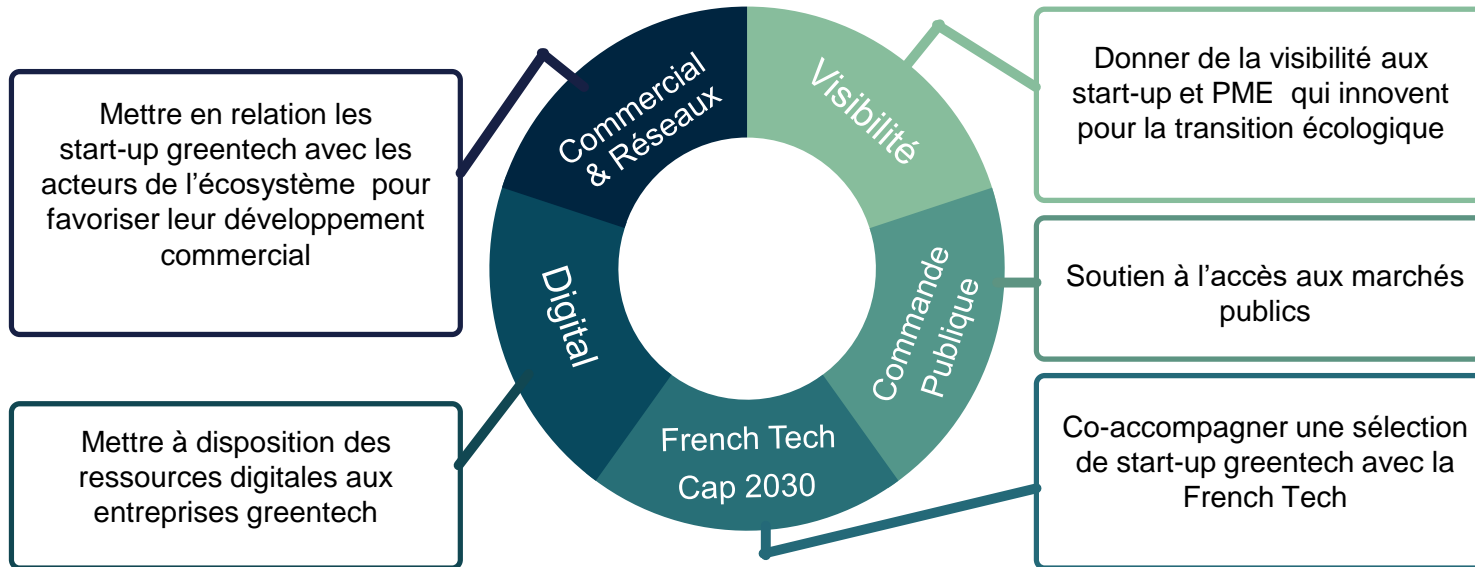 Mettre en relation les
start-up greentech avec les
acteurs de l’écosystème pour
favoriser leur développement
commercial
Commercial
& Réseaux
Visibilité
Donner de la visibilité aux
start-up et PME qui innovent
pour la transition écologique
Commande
Publique
Soutien à l’accès aux marchés
publics
Digital
Mettre à disposition des
ressources digitales aux
entreprises greentech
French Tech
Cap 2030
Co-accompagner une sélection
de start-up greentech avec la
French Tech